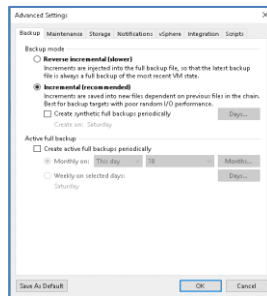 Advanced Settings
Backup Maintenance Storage Notifications vSphere Integration Scripts
Backup mode
Reverse incremental (slower)
Increments are injected into the full backup file, so that the latest backup
file is always a full backup of the most recent VM state.
Incremental (recommended)
Increments are saved into new files dependent on previous files in the chain.
Best for backup targets with poor random I/O performance.
Create synthetic full backups periodically Days...
Create on: Saturday
Active full backup
Create active full backups periodically
Monthly on: This day 18 Months...
Weekly on selected days: Days...
Saturday
Save As Default OK Cancel